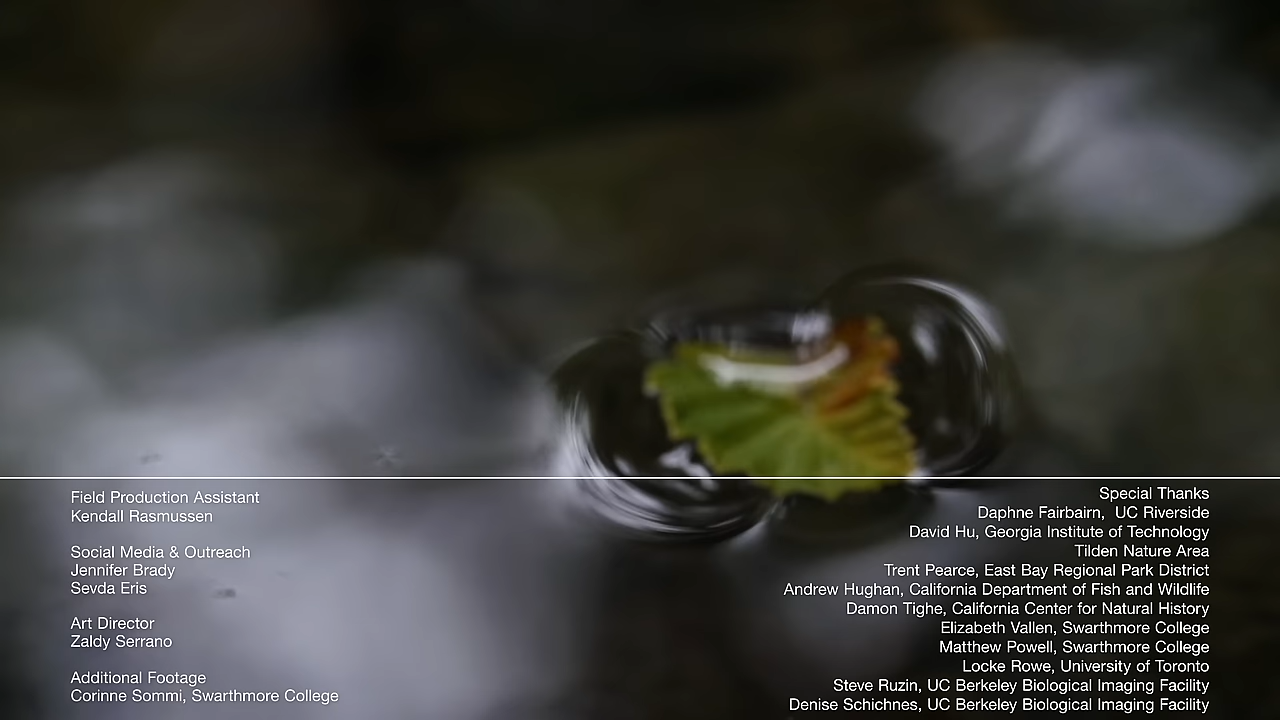 Field Production Assistant
Kendall Rasmussen
Social Media & Outreach
Jennifer Brady
Sevda Eris
Art Director
Zaldy Serrano
Additional Footage
Corinne Sommi, Swarthmore College
Special Thanks
Daphne Fairbairn,  UC Riverside
David Hu, Georgia Institute of Technology
Tilden Nature Area
Trent Pearce, East Bay Regional Park District
Andrew Hughan, California Department of Fish and Wildlife
Damon Tighe, California Center for Natural History
Elizabeth Vallen, Swarthmore College
Matthew Powell, Swarthmore College
Locke Rowe, University of Toronto
Steve Ruzin, UC Berkeley Biological Imaging Facility
Denise Schichnes, UC Berkeley Biological Imaging Facility